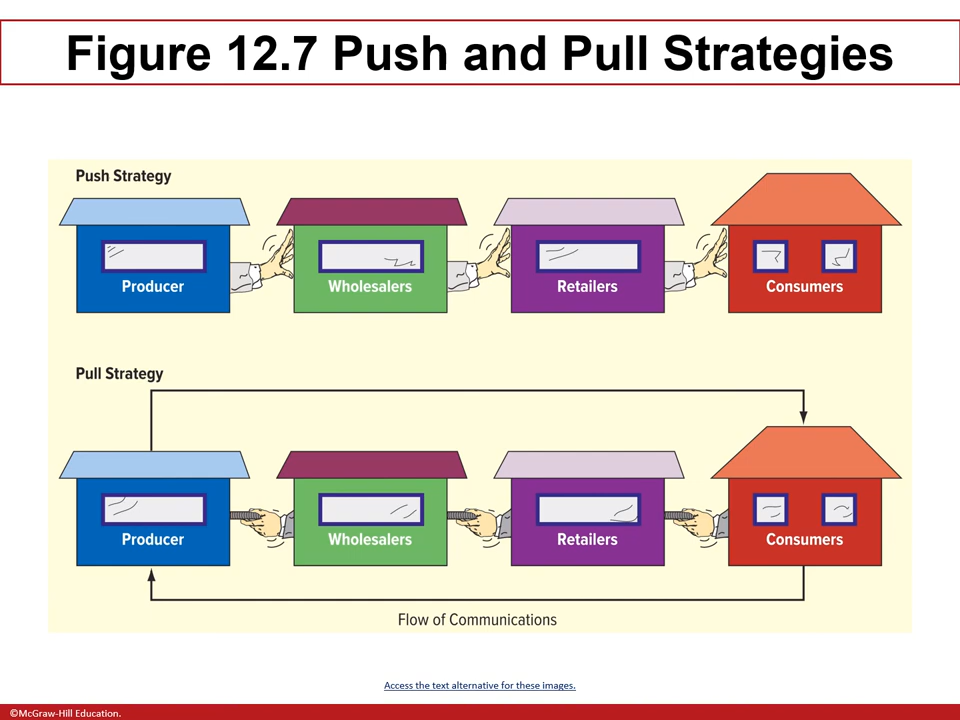 Figure 12.7 Push and Pull Strategies
Push Strategy
Producer
Wholesalers
Retailers
Consumers
Pull Strategy
Producer
Wholesalers
Retailers
Consumers
Flow of Communications
Access the text alternative for these images.
©McGraw-Hill Education.